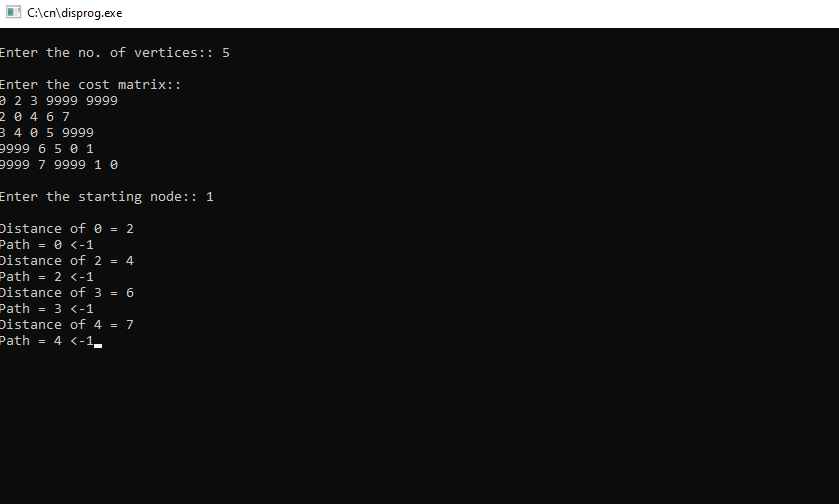 C:\cn\disprog.exe
Enter the no. of vertices:: 5
Enter the cost matrix::
0 2 3 9999 9999
2 0 4 6 7
3 4 0 5 9999
9999 6 5 0 1
9999 7 9999 1 0
Enter the starting node:: 1
Distance of 0 = 2
Path = 0 <-1
Distance of 2 = 4
Path = 2 <-1
Distance of 3 = 6
Path = 3 <-1
Distance of 4 = 7
Path = 4 <-1